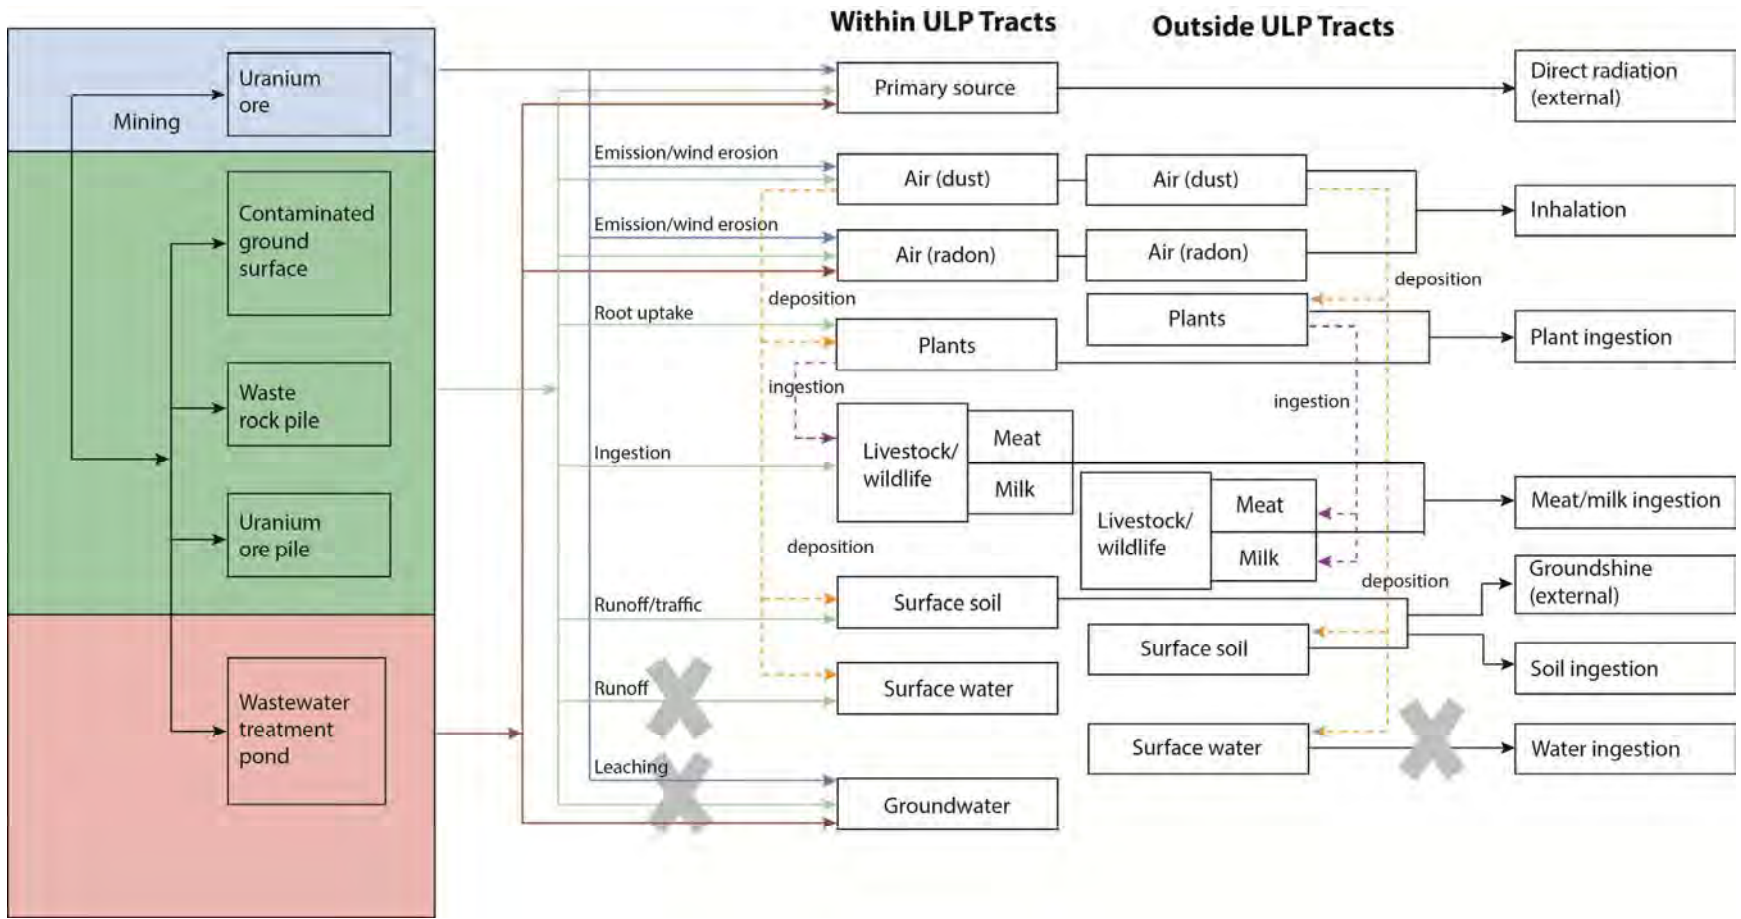 Within ULP Tracts
Outside ULP Tracts
Uranium
ore
Mining
Contaminated
ground
surface
Waste
rock pile
Uranium
ore pile
Wastewater
treatment
pond
Emission/wind erosion
Emission/wind erosion
Root uptake
Ingestion
Runoff/traffic
Runoff
Leaching
deposition
ingestion
deposition
Primary source
Air (dust)
Air (radon)
Plants
Livestock/
wildlife
Meat
Milk
Surface soil
Surface water
Groundwater
Air (dust)
Air (radon)
Plants
Livestock/
wildlife
Meat
Milk
Surface soil
Surface water
deposition
ingestion
deposition
Direct radiation
(external)
Inhalation
Plant ingestion
Meat/milk ingestion
Groundshine
(external)
Soil ingestion
Water ingestion